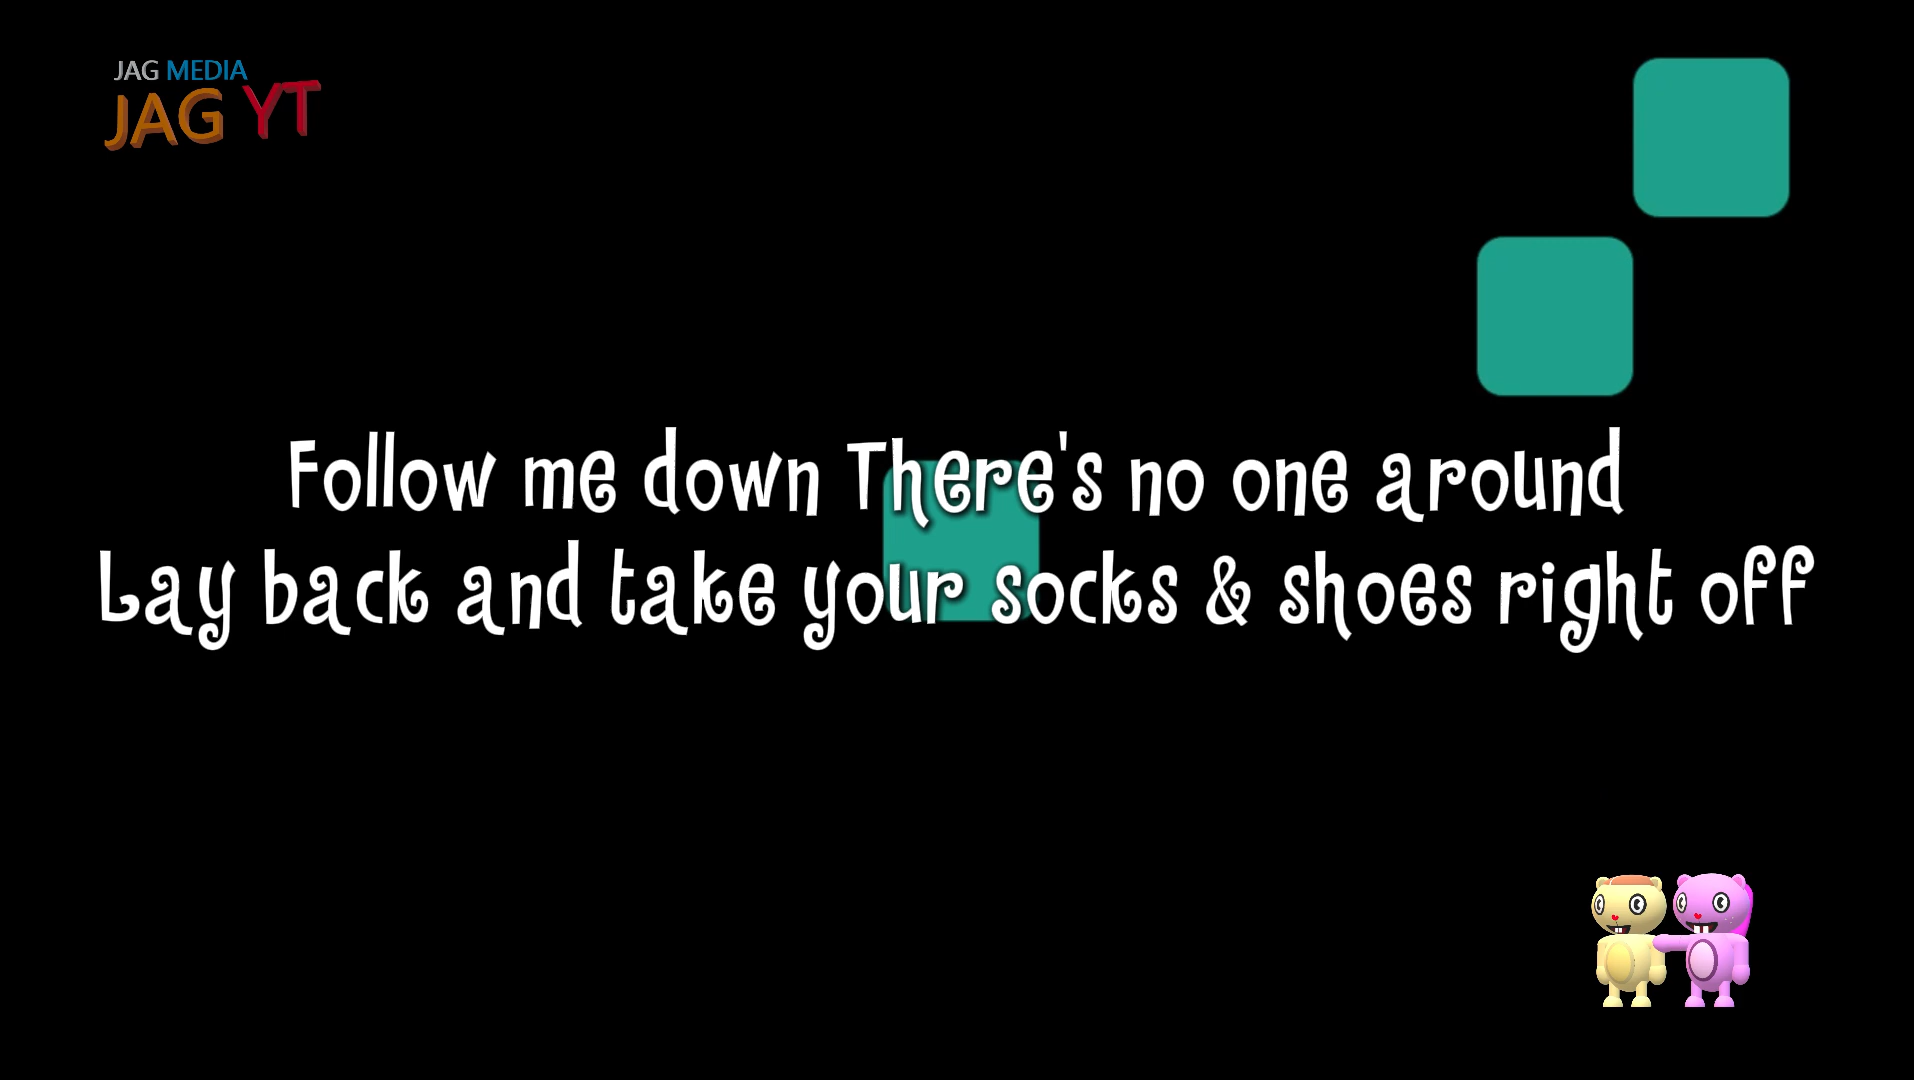 JAG MEDIA
JAG YT
Follow me down There's no one around
Lay back and take your socks & shoes right off